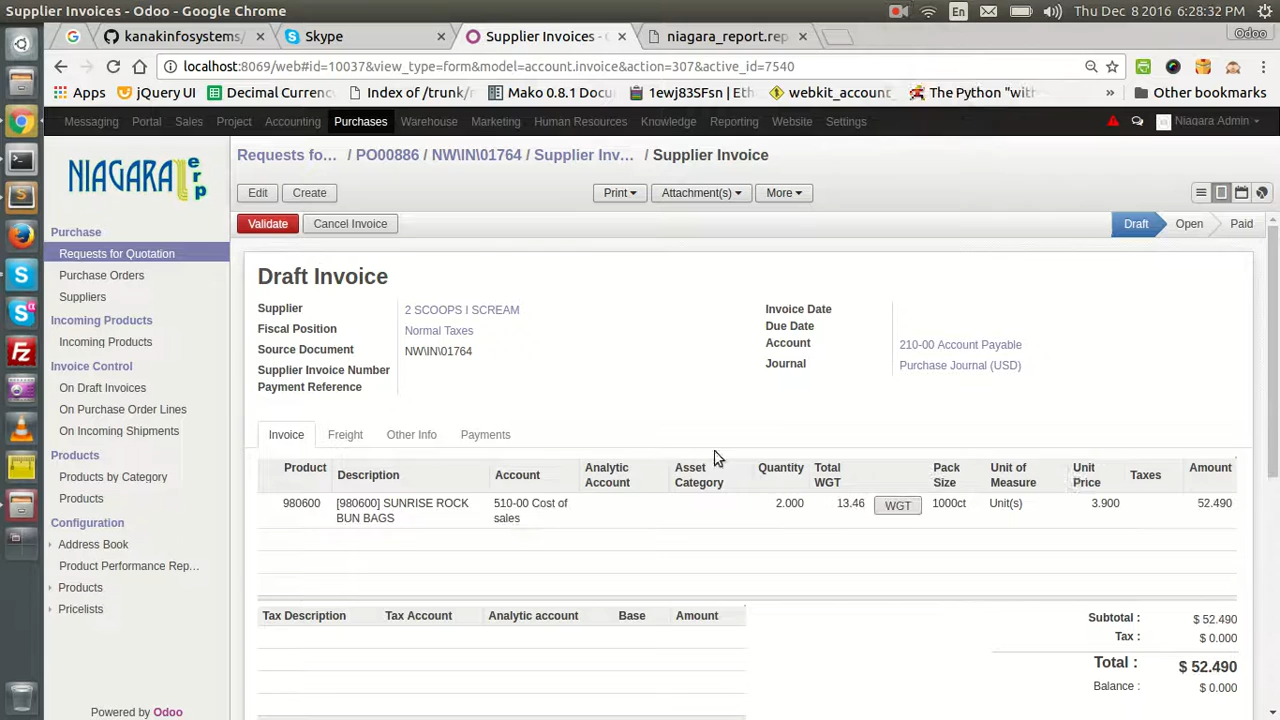 Supplier Invoices - Odoo - Google Chrome
En
Thu Dec 8 2016 6:28:32 PM
kanakinfosystems/
Skype
Supplier Invoices -
niagara_report.rep
Odoo
localhost:8069/web#id=10037&view_type=form&model=account.invoice&action=307&active_id=7540
Apps
jQuery UI
Decimal Currenc
Index of /trunk/
Mako 0.8.1 Docu
1ewj83SFsn | Eth
webkit_account_
The Python "with
»
Other bookmarks
Messaging Portal Sales Project Accounting Purchases Warehouse Marketing Human Resources Knowledge Reporting Website Settings
Niagara Admin
NIAGARA erp
Purchase
Requests for Quotation
Purchase Orders
Suppliers
Incoming Products
Incoming Products
Invoice Control
On Draft Invoices
On Purchase Order Lines
On Incoming Shipments
Products
Products by Category
Products
Configuration
Address Book
Product Performance Rep...
Products
Pricelists
Powered by Odoo
Requests fo... / PO00886 / NW\IN\01764 / Supplier Inv... / Supplier Invoice
Edit Create Print Attachment(s) More
Validate Cancel Invoice Draft Open Paid
Draft Invoice
Supplier 2 SCOOPS I SCREAM
Fiscal Position Normal Taxes
Source Document NW\IN\01764
Supplier Invoice Number
Payment Reference
Invoice Date
Due Date
Account 210-00 Account Payable
Journal Purchase Journal (USD)
Invoice Freight Other Info Payments
Product Description Account Analytic Account Asset Category Quantity Total WGT Pack Size Unit of Measure Unit Price Taxes Amount
980600 [980600] SUNRISE ROCK BUN BAGS 510-00 Cost of sales 2.000 13.46 WGT 1000ct Unit(s) 3.900 52.490
Tax Description Tax Account Analytic account Base Amount
Subtotal : $ 52.490
Tax : $ 0.000
Total : $ 52.490
Balance : $ 0.000